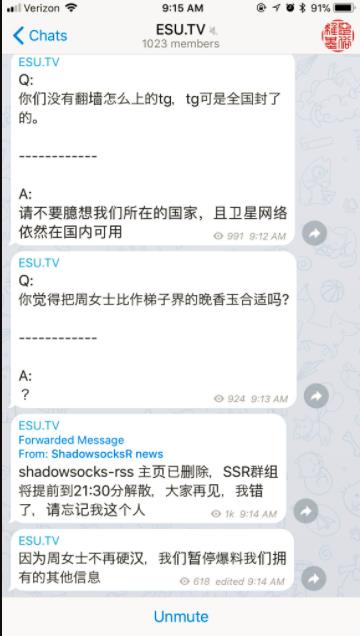 Verizon 9:15 AM 91%
Chats
ESU.TV
1023 members
ESU.TV
Q:
你们没有翻墙怎么上的tg，tg可是全国封了
的。
------------
A:
请不要臆想我们所在的国家，且卫星网络
依然在国内可用
991 9:12 AM
ESU.TV
Q:
你觉得把周女士比作梯子界的晚香玉合适吗?
------------
A:
？
924 9:13 AM
ESU.TV
Forwarded Message
From: ShadowsocksR news
shadowsocks-rss 主页已删除，SSR群组
将提前到21:30分解散，大家再见，我错
了，请忘记我这个人
1k 9:14 AM
ESU.TV
因为周女士不再硬汉，我们暂停爆料我们拥
有的其他信息
618 edited 9:14 AM
Unmute